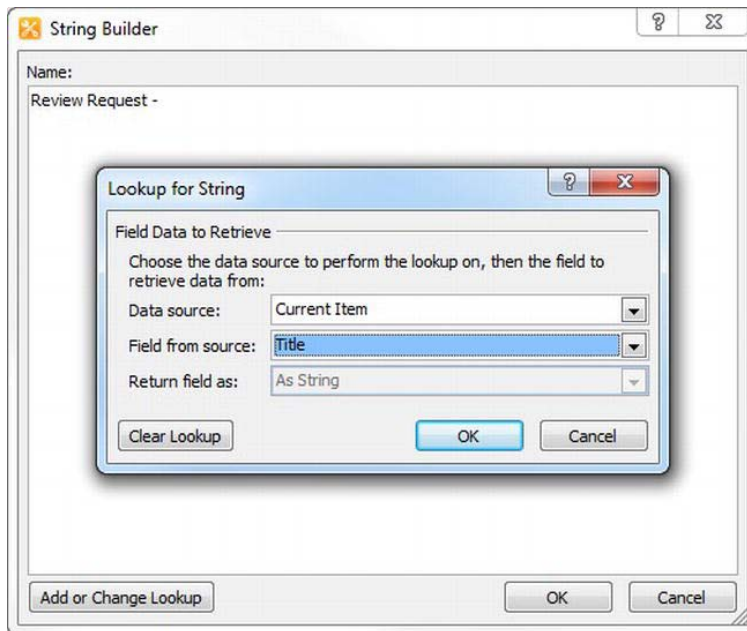 String Builder
Name:
Review Request -
Lookup for String
Field Data to Retrieve
Choose the data source to perform the lookup on, then the field to
retrieve data from:
Data source: Current Item
Field from source: Title
Return field as: As String
Clear Lookup OK Cancel
Add or Change Lookup OK Cancel